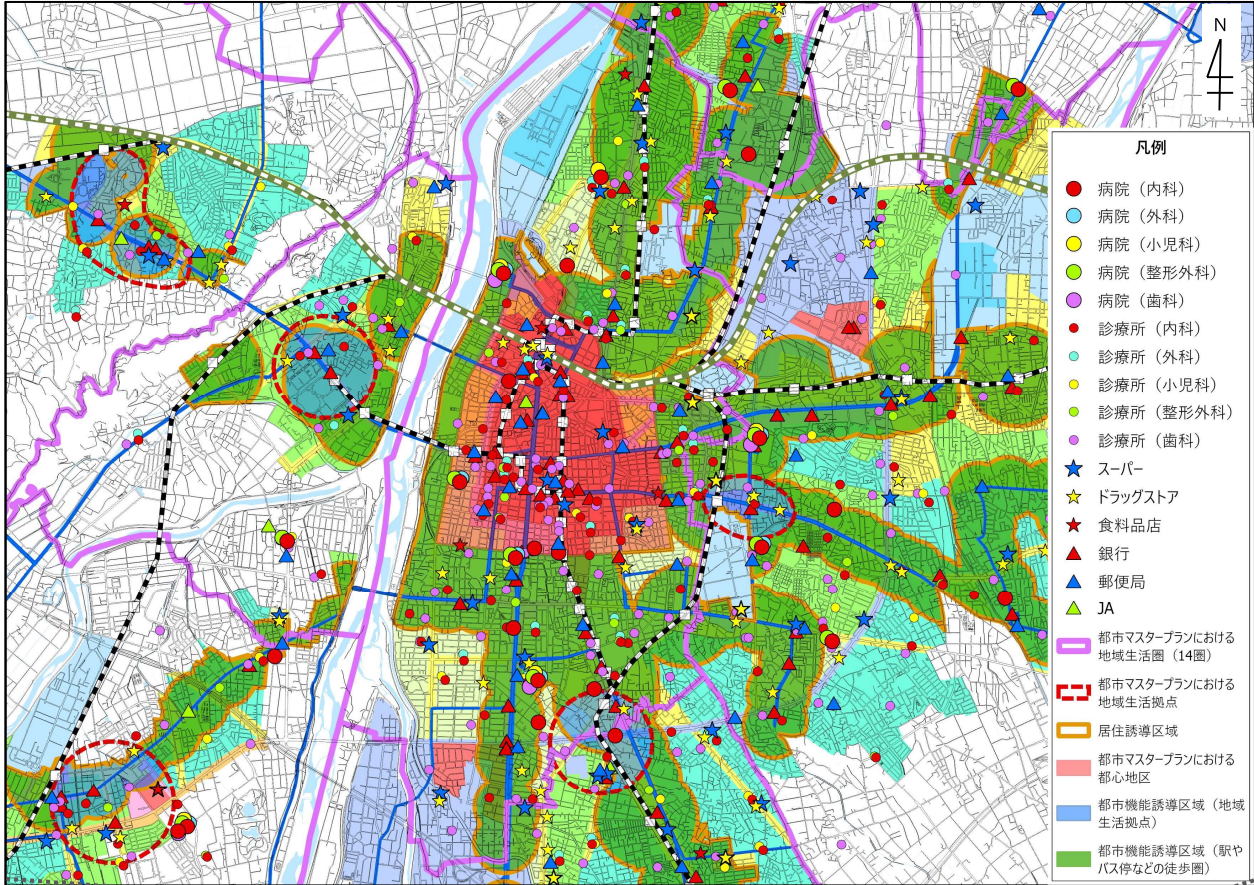 N
凡例
病院（内科）
病院（外科）
病院（小児科）
病院（整形外科）
病院（歯科）
診療所（内科）
診療所（外科）
診療所（小児科）
診療所（整形外科）
診療所（歯科）
スーパー
ドラッグストア
食料品店
銀行
郵便局
JA
都市マスタープランにおける
地域生活圏（14圏）
都市マスタープランにおける
地域生活拠点
居住誘導区域
都市マスタープランにおける
都心地区
都市機能誘導区域（地域
生活拠点）
都市機能誘導区域（駅や
バス停などの徒歩圏）